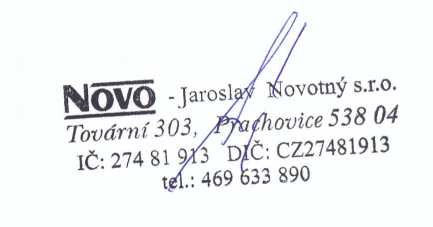 NOVO - Jaroslav Novotný s.r.o.
Tovární 303, Prachovice 538 04
IČ: 274 81 913 DIČ: CZ27481913
tel.: 469 633 890